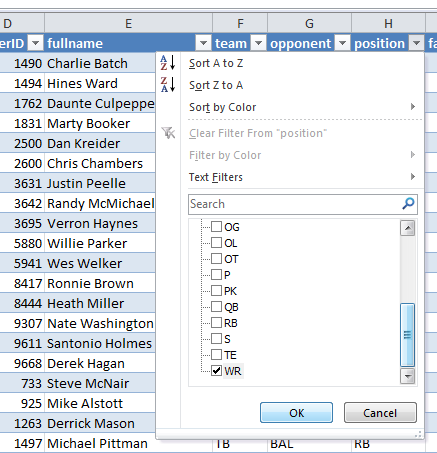 D E F G H
erID fullname team opponent position fa
1490 Charlie Batch
1494 Hines Ward
1762 Daunte Culpeppe
1831 Marty Booker
2500 Dan Kreider
2600 Chris Chambers
3631 Justin Peelle
3642 Randy McMichael
3695 Verron Haynes
5880 Willie Parker
5941 Wes Welker
8417 Ronnie Brown
8444 Heath Miller
9307 Nate Washington
9611 Santonio Holmes
9668 Derek Hagan
733 Steve McNair
925 Mike Alstott
1263 Derrick Mason
1497 Michael Pittman TB BAL RB
Sort A to Z
Sort Z to A
Sort by Color
Clear Filter From "position"
Filter by Color
Text Filters
Search
OG
OL
OT
P
PK
QB
RB
S
TE
WR
OK Cancel